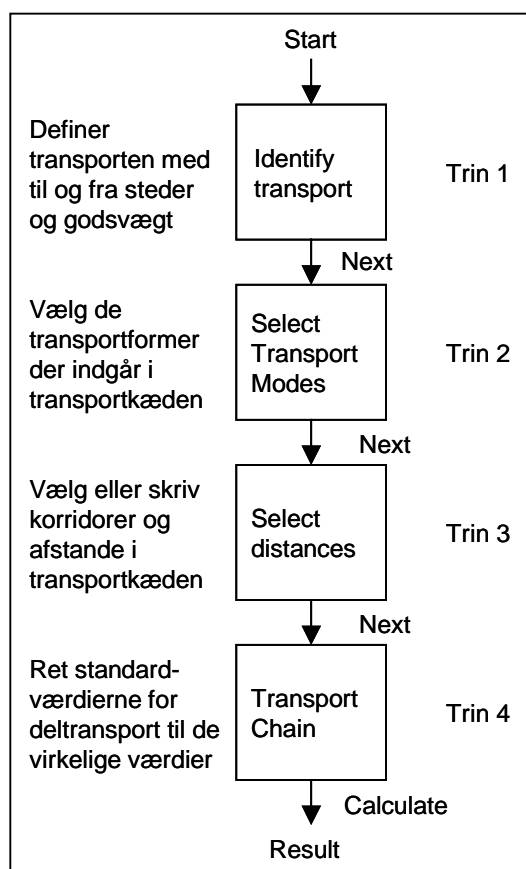 Start
Definer
transporten med
til og fra steder
og godsvægt
Identify
transport
Trin 1
Next
Vælg de
transportformer
der indgår i
transportkæden
Select
Transport
Modes
Trin 2
Next
Vælg eller skriv
korridorer og
afstande i
transportkæden
Select
distances
Trin 3
Next
Ret standard-
værdierne for
deltransport til de
virkelige værdier
Transport
Chain
Trin 4
Calculate
Result